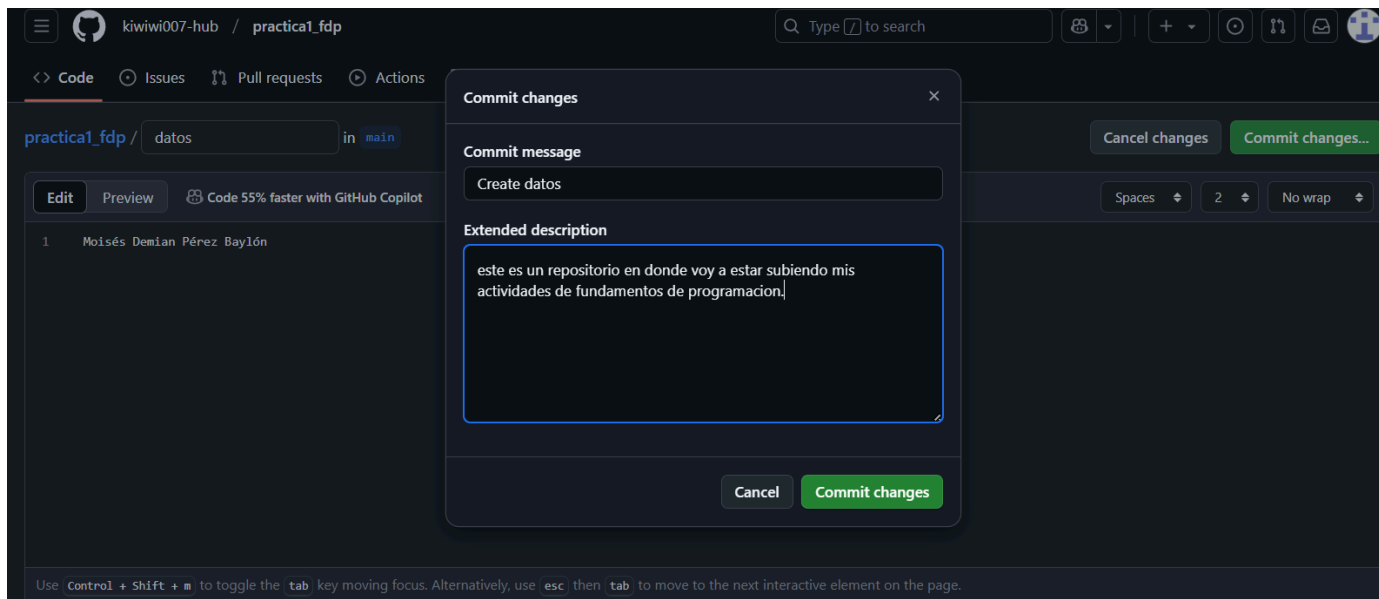 kiwiwi007-hub / practica1_fdp
Type / to search
<> Code Issues Pull requests Actions
practica1_fdp / datos in main
Cancel changes Commit changes...
Edit Preview Code 55% faster with GitHub Copilot
Spaces 2 No wrap
1 Moisés Demian Pérez Baylón
Commit changes
Commit message
Create datos
Extended description
este es un repositorio en donde voy a estar subiendo mis
actividades de fundamentos de programacion.
Cancel Commit changes
Use Control + Shift + m to toggle the tab key moving focus. Alternatively, use esc then tab to move to the next interactive element on the page.